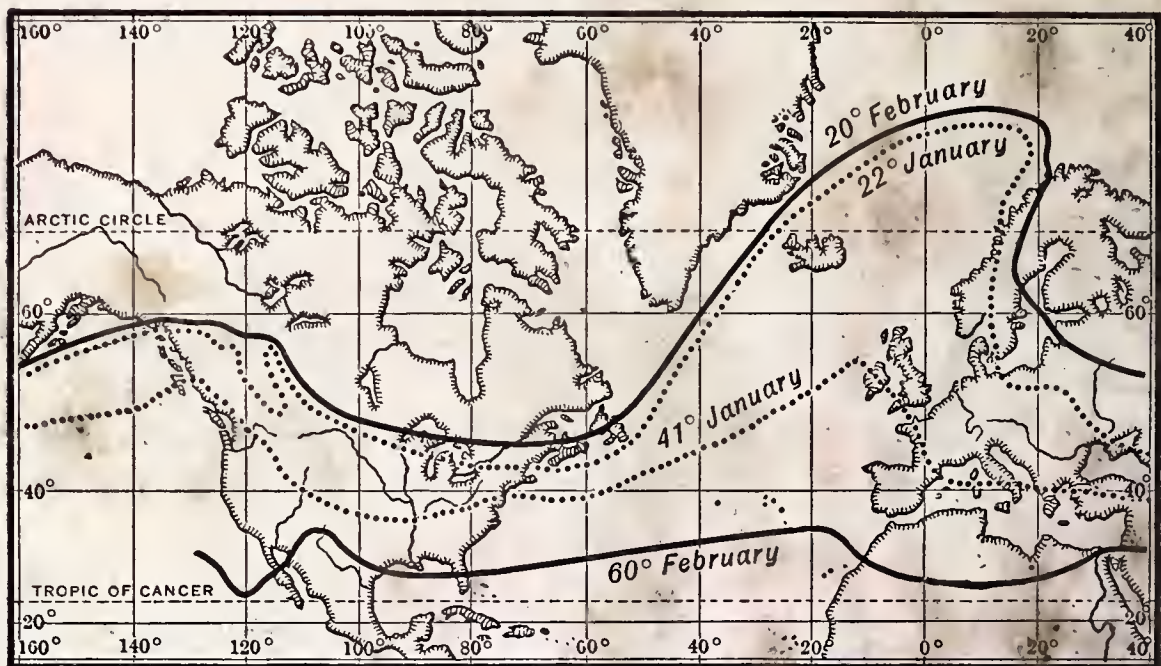 160° 140° 120° 100° 80° 60° 40° 20° 0° 20° 40°
20° February
22° January
ARCTIC CIRCLE
60° 60°
41° January
40° 40°
60° February
TROPIC OF CANCER
20° 20°
160° 140° 120° 100° 80° 60° 40° 20° 0° 20° 40°